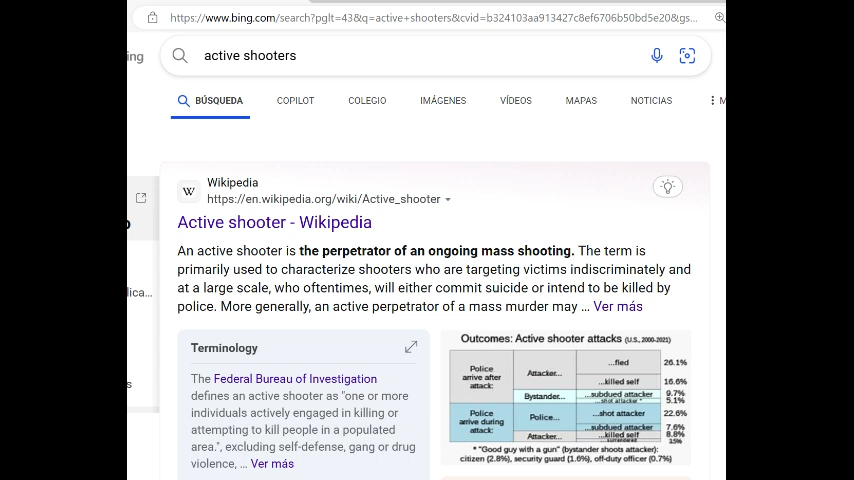 https://www.bing.com/search?pglt=43&q=active+shooters&cvid=b324103aa913427c8ef6706b50bd5e20&gs...
ing
active shooters
BÚSQUEDA COPILOT COLEGIO IMÁGENES VÍDEOS MAPAS NOTICIAS M
W
Wikipedia
https://en.wikipedia.org/wiki/Active_shooter
Active shooter - Wikipedia
An active shooter is the perpetrator of an ongoing mass shooting. The term is
primarily used to characterize shooters who are targeting victims indiscriminately and
at a large scale, who oftentimes, will either commit suicide or intend to be killed by
police. More generally, an active perpetrator of a mass murder may ... Ver más
lica...
s
Terminology
The Federal Bureau of Investigation
defines an active shooter as "one or more
individuals actively engaged in killing or
attempting to kill people in a populated
area.", excluding self-defense, gang or drug
violence, ... Ver más
Outcomes: Active shooter attacks (U.S., 2000-2021)
Police
arrive after
attack:
Attacker...
...fled 26.1%
...killed self 16.6%
Bystander...
...subdued attacker 9.7%
...shot attacker * 5.1%
Police
arrive during
attack:
Police...
...shot attacker 22.6%
...subdued attacker 7.6%
Attacker...
...killed self 8.8%
...surrendered
* "Good guy with a gun" (bystander shoots attacker):
citizen (2.8%), security guard (1.6%), off-duty officer (0.7%)